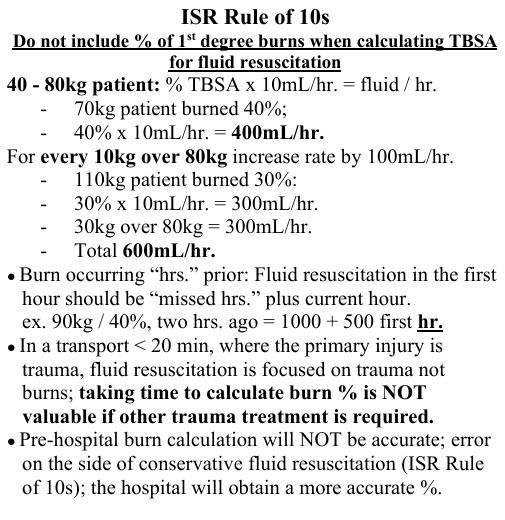 ISR Rule of 10s
Do not include % of 1st degree burns when calculating TBSA
for fluid resuscitation
40 - 80kg patient: % TBSA x 10mL/hr. = fluid / hr.
- 70kg patient burned 40%;
- 40% x 10mL/hr. = 400mL/hr.
For every 10kg over 80kg increase rate by 100mL/hr.
- 110kg patient burned 30%:
- 30% x 10mL/hr. = 300mL/hr.
- 30kg over 80kg = 300mL/hr.
- Total 600mL/hr.
• Burn occurring “hrs.” prior: Fluid resuscitation in the first
hour should be “missed hrs.” plus current hour.
ex. 90kg / 40%, two hrs. ago = 1000 + 500 first hr.
• In a transport < 20 min, where the primary injury is
trauma, fluid resuscitation is focused on trauma not
burns; taking time to calculate burn % is NOT
valuable if other trauma treatment is required.
• Pre-hospital burn calculation will NOT be accurate; error
on the side of conservative fluid resuscitation (ISR Rule
of 10s); the hospital will obtain a more accurate %.